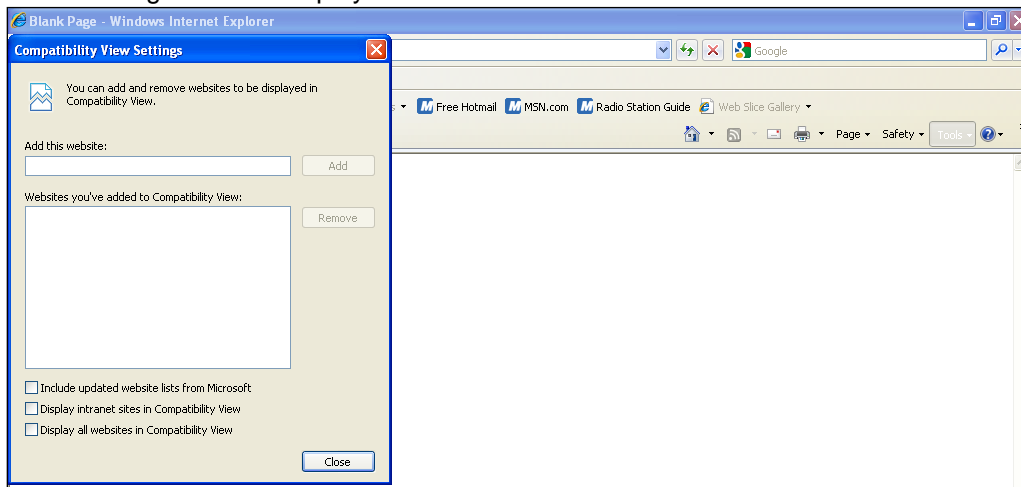 Blank Page - Windows Internet Explorer
Compatibility View Settings
Google
You can add and remove websites to be displayed in
Compatibility View.
Free Hotmail MSN.com Radio Station Guide Web Slice Gallery
Page Safety Tools
Add this website:
Add
Websites you've added to Compatibility View:
Remove
Include updated website lists from Microsoft
Display intranet sites in Compatibility View
Display all websites in Compatibility View
Close